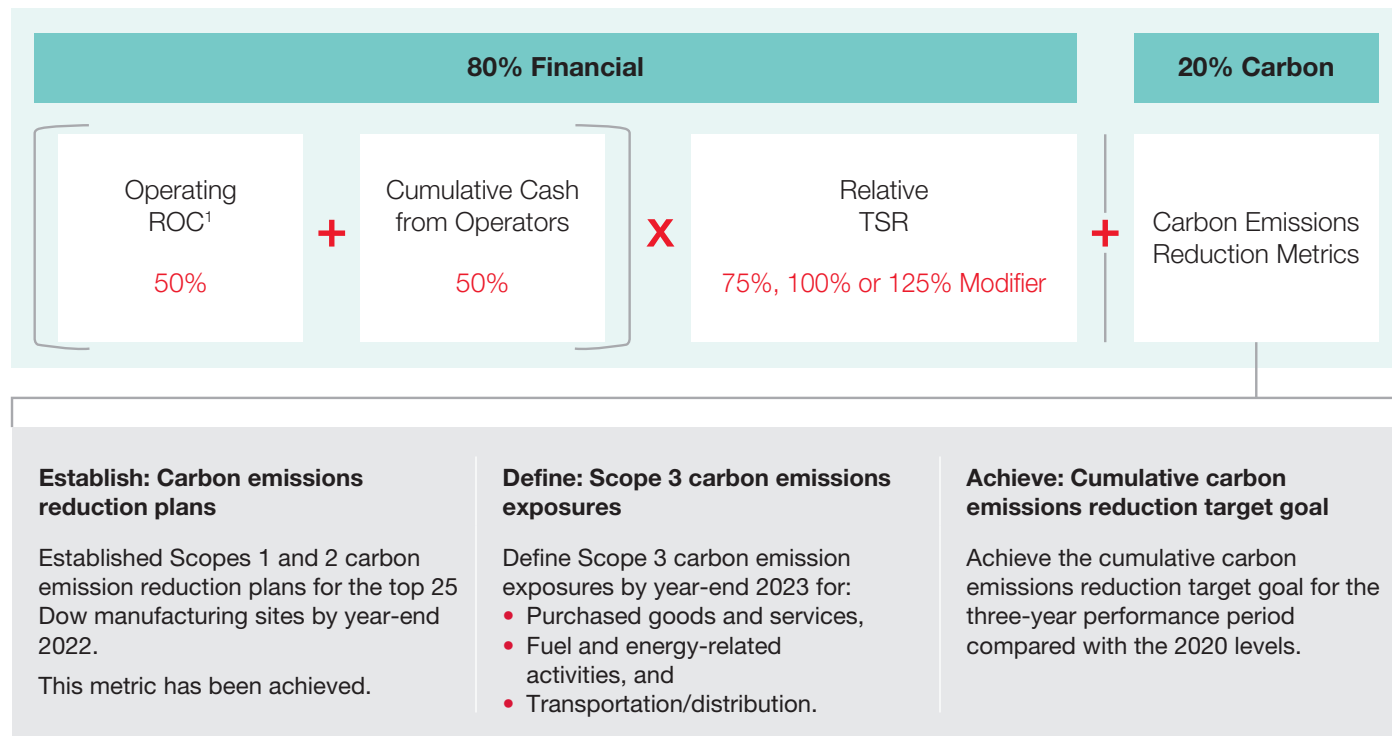 80% Financial
20% Carbon
Operating
ROC¹
50%
+
Cumulative Cash
from Operators
50%
x
Relative
TSR
75%, 100% or 125% Modifier
+
Carbon Emissions
Reduction Metrics
Establish: Carbon emissions
reduction plans
Established Scopes 1 and 2 carbon
emission reduction plans for the top 25
Dow manufacturing sites by year-end
2022.
This metric has been achieved.
Define: Scope 3 carbon emissions
exposures
Define Scope 3 carbon emission
exposures by year-end 2023 for:
• Purchased goods and services,
• Fuel and energy-related
activities, and
• Transportation/distribution.
Achieve: Cumulative carbon
emissions reduction target goal
Achieve the cumulative carbon
emissions reduction target goal for the
three-year performance period
compared with the 2020 levels.